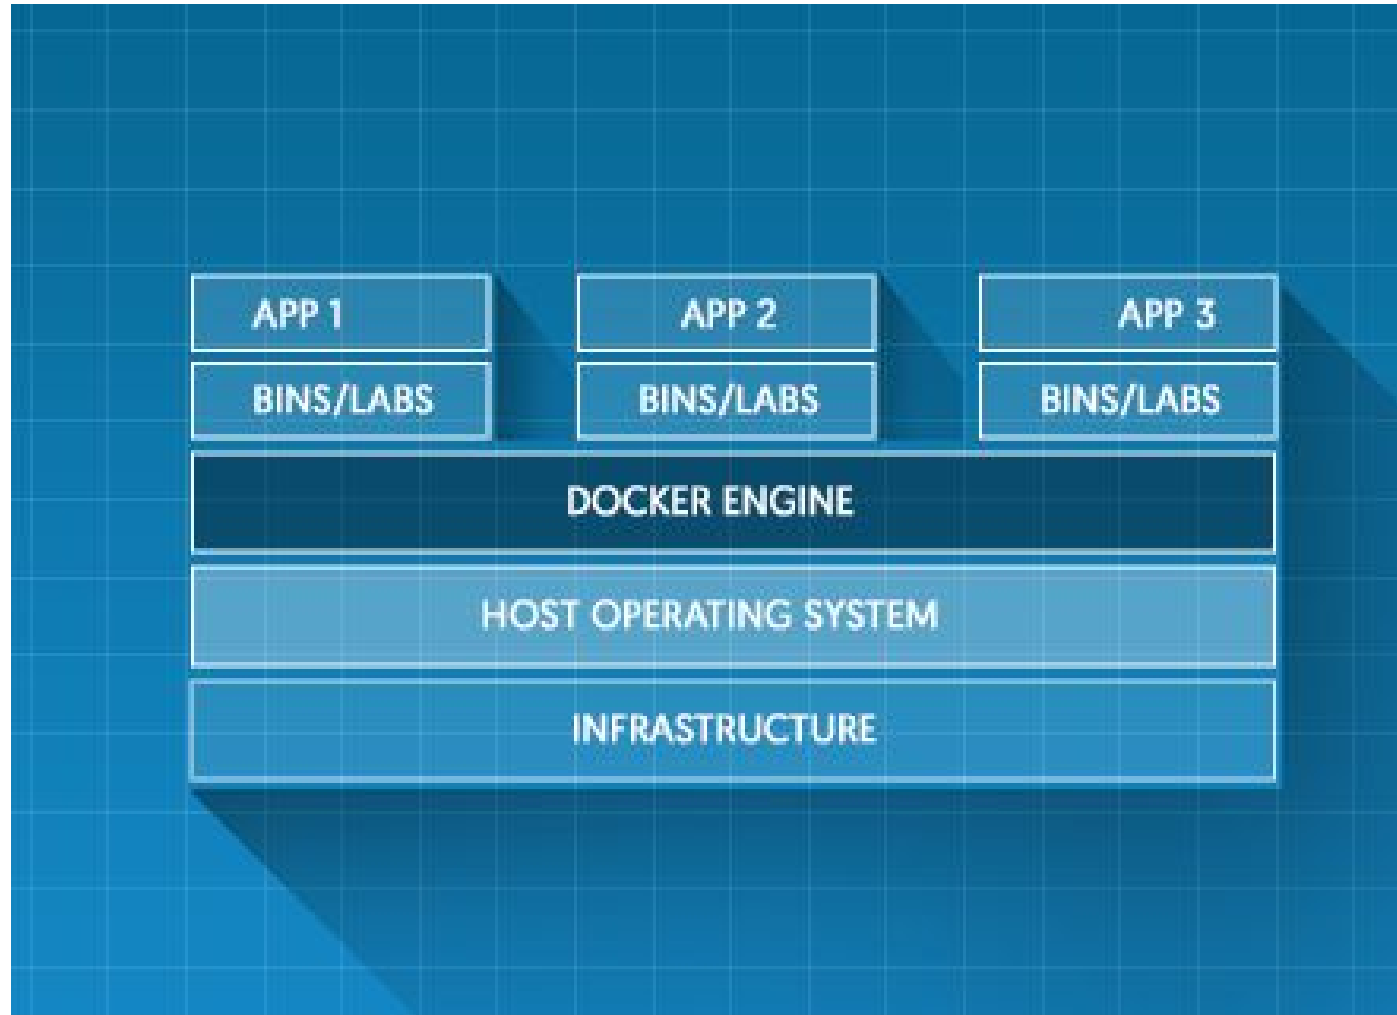 APP 1
APP 2
APP 3
BINS/LABS
BINS/LABS
BINS/LABS
DOCKER ENGINE
HOST OPERATING SYSTEM
INFRASTRUCTURE